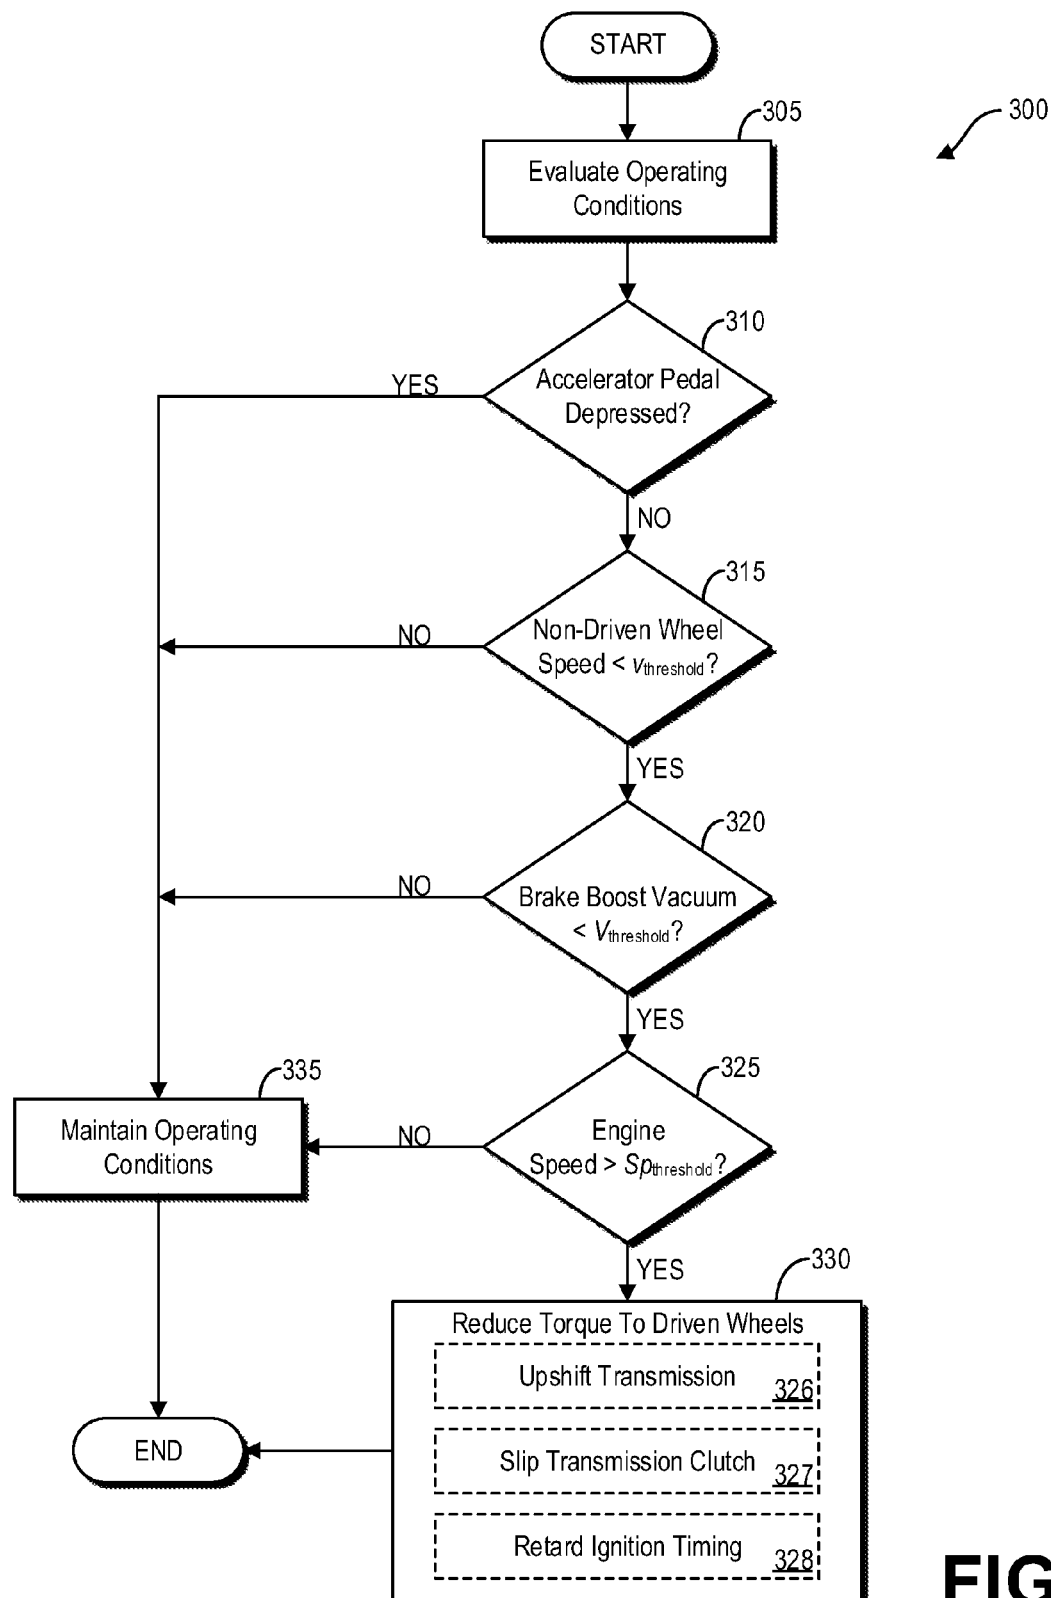 START
305
300
Evaluate Operating
Conditions
310
Accelerator Pedal
Depressed?
YES
NO
315
Non-Driven Wheel
Speed < vthreshold?
NO
YES
320
Brake Boost Vacuum
< Vthreshold?
NO
YES
325
335
Engine
Speed > Spthreshold?
NO
Maintain Operating
Conditions
YES
330
Reduce Torque To Driven Wheels
Upshift Transmission
326
END
Slip Transmission Clutch
327
Retard Ignition Timing
328
FIG